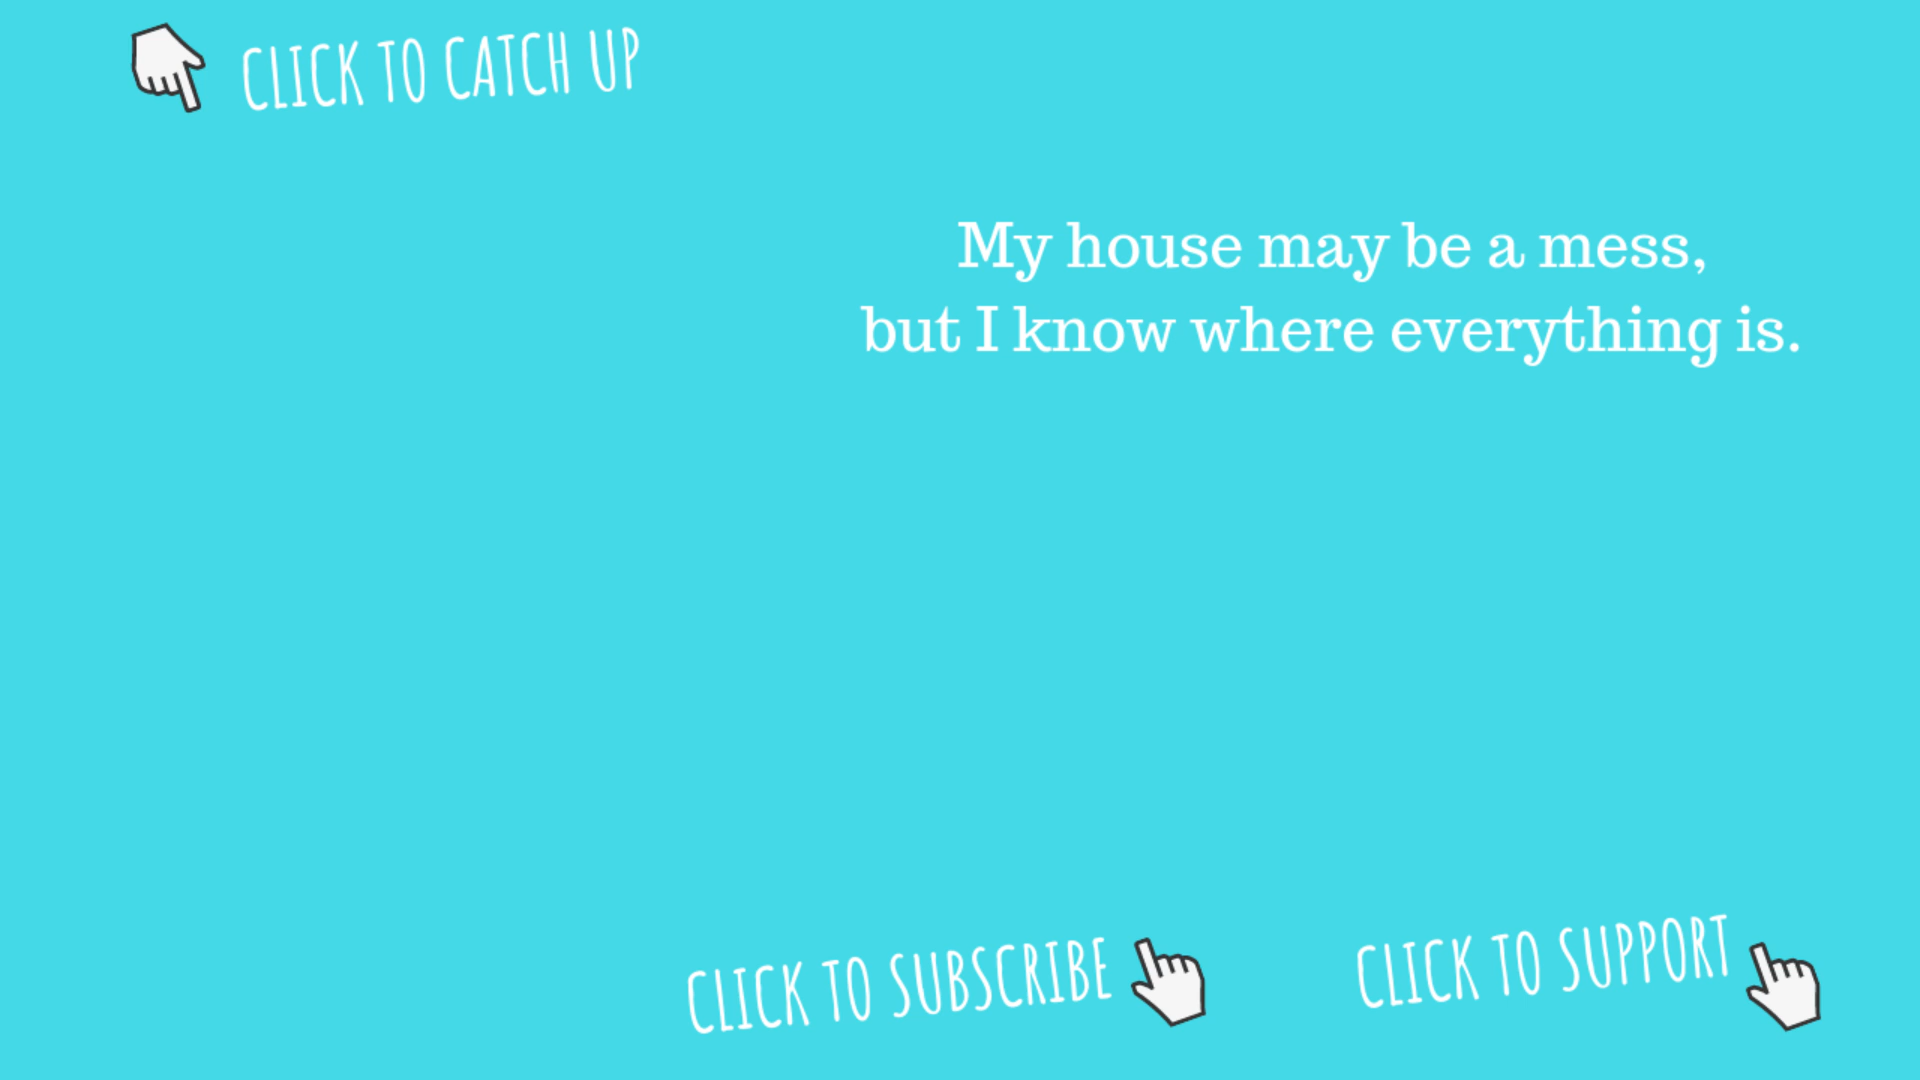 CLICK TO CATCH UP
My house may be a mess,
but I know where everything is.
CLICK TO SUBSCRIBE
CLICK TO SUPPORT